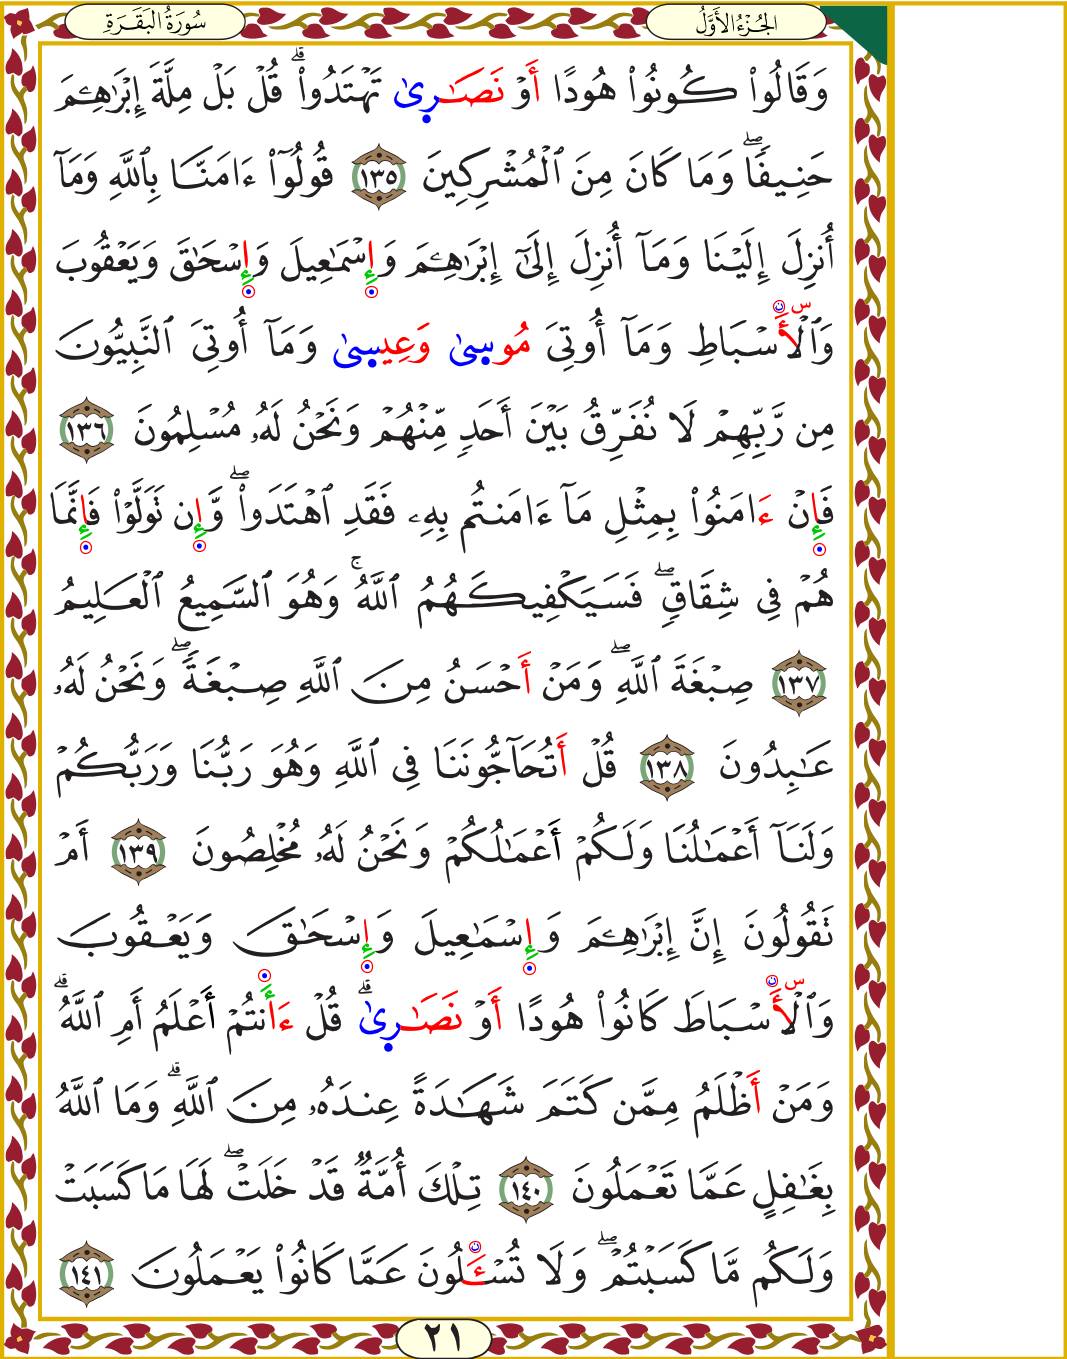 الجُزْءُ الأَوَّلُ
سُورَةُ البَقَرَةِ
وَقَالُواْ كُونُواْ هُودًا أَوۡ نَصَٰرِىٰ تَهۡتَدُواْۗ قُلۡ بَلۡ مِلَّةَ إِبۡرَٰهِـۧمَ
حَنِيفٗاۖ وَمَا كَانَ مِنَ ٱلۡمُشۡرِكِينَ ١٣٥ قُولُوٓاْ ءَامَنَّا بِٱللَّهِ وَمَآ
أُنزِلَ إِلَيۡنَا وَمَآ أُنزِلَ إِلَىٰٓ إِبۡرَٰهِـۧمَ وَإِسۡمَٰعِيلَ وَإِسۡحَٰقَ وَيَعۡقُوبَ
وَٱلۡأَسۡبَاطِ وَمَآ أُوتِيَ مُوسِىٰ وَعِيسِىٰ وَمَآ أُوتِيَ ٱلنَّبِيُّونَ
مِن رَّبِّهِمۡ لَا نُفَرِّقُ بَيۡنَ أَحَدٖ مِّنۡهُمۡ وَنَحۡنُ لَهُۥ مُسۡلِمُونَ ١٣٦
فَإِنۡ ءَامَنُواْ بِمِثۡلِ مَآ ءَامَنتُم بِهِۦ فَقَدِ ٱهۡتَدَواْۖ وَّإِن تَوَلَّوۡاْ فَإِنَّمَا
هُمۡ فِي شِقَاقٖۖ فَسَيَكۡفِيكَهُمُ ٱللَّهُۚ وَهُوَ ٱلسَّمِيعُ ٱلۡعَلِيمُ
١٣٧ صِبۡغَةَ ٱللَّهِۖ وَمَنۡ أَحۡسَنُ مِنَ ٱللَّهِ صِبۡغَةٗۖ وَنَحۡنُ لَهُۥ
عَٰبِدُونَ ١٣٨ قُلۡ أَتُحَآجُّونَنَا فِي ٱللَّهِ وَهُوَ رَبُّنَا وَرَبُّكُمۡ
وَلَنَآ أَعۡمَٰلُنَا وَلَكُمۡ أَعۡمَٰلُكُمۡ وَنَحۡنُ لَهُۥ مُخۡلِصُونَ ١٣٩ أَمۡ
تَقُولُونَ إِنَّ إِبۡرَٰهِـۧمَ وَإِسۡمَٰعِيلَ وَإِسۡحَٰقَ وَيَعۡقُوبَ
وَٱلۡأَسۡبَاطَ كَانُواْ هُودًا أَوۡ نَصَٰرِىٰۗ قُلۡ ءَأَنتُمۡ أَعۡلَمُ أَمِ ٱللَّهُۗ
وَمَنۡ أَظۡلَمُ مِمَّن كَتَمَ شَهَٰدَةً عِندَهُۥ مِنَ ٱللَّهِۗ وَمَا ٱللَّهُ
بِغَٰفِلٍ عَمَّا تَعۡمَلُونَ ١٤٠ تِلۡكَ أُمَّةٞ قَدۡ خَلَتۡۖ لَهَا مَا كَسَبَتۡ
وَلَكُم مَّا كَسَبۡتُمۡۖ وَلَا تُسۡـَٔلُونَ عَمَّا كَانُواْ يَعۡمَلُونَ ١٤١
٢١